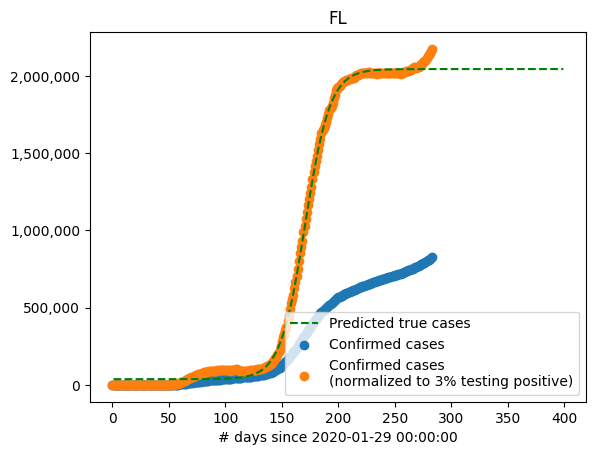 FL
2,000,000
1,500,000
1,000,000
500,000
0
Predicted true cases
Confirmed cases
Confirmed cases
(normalized to 3% testing positive)
0 50 100 150 200 250 300 350 400
# days since 2020-01-29 00:00:00